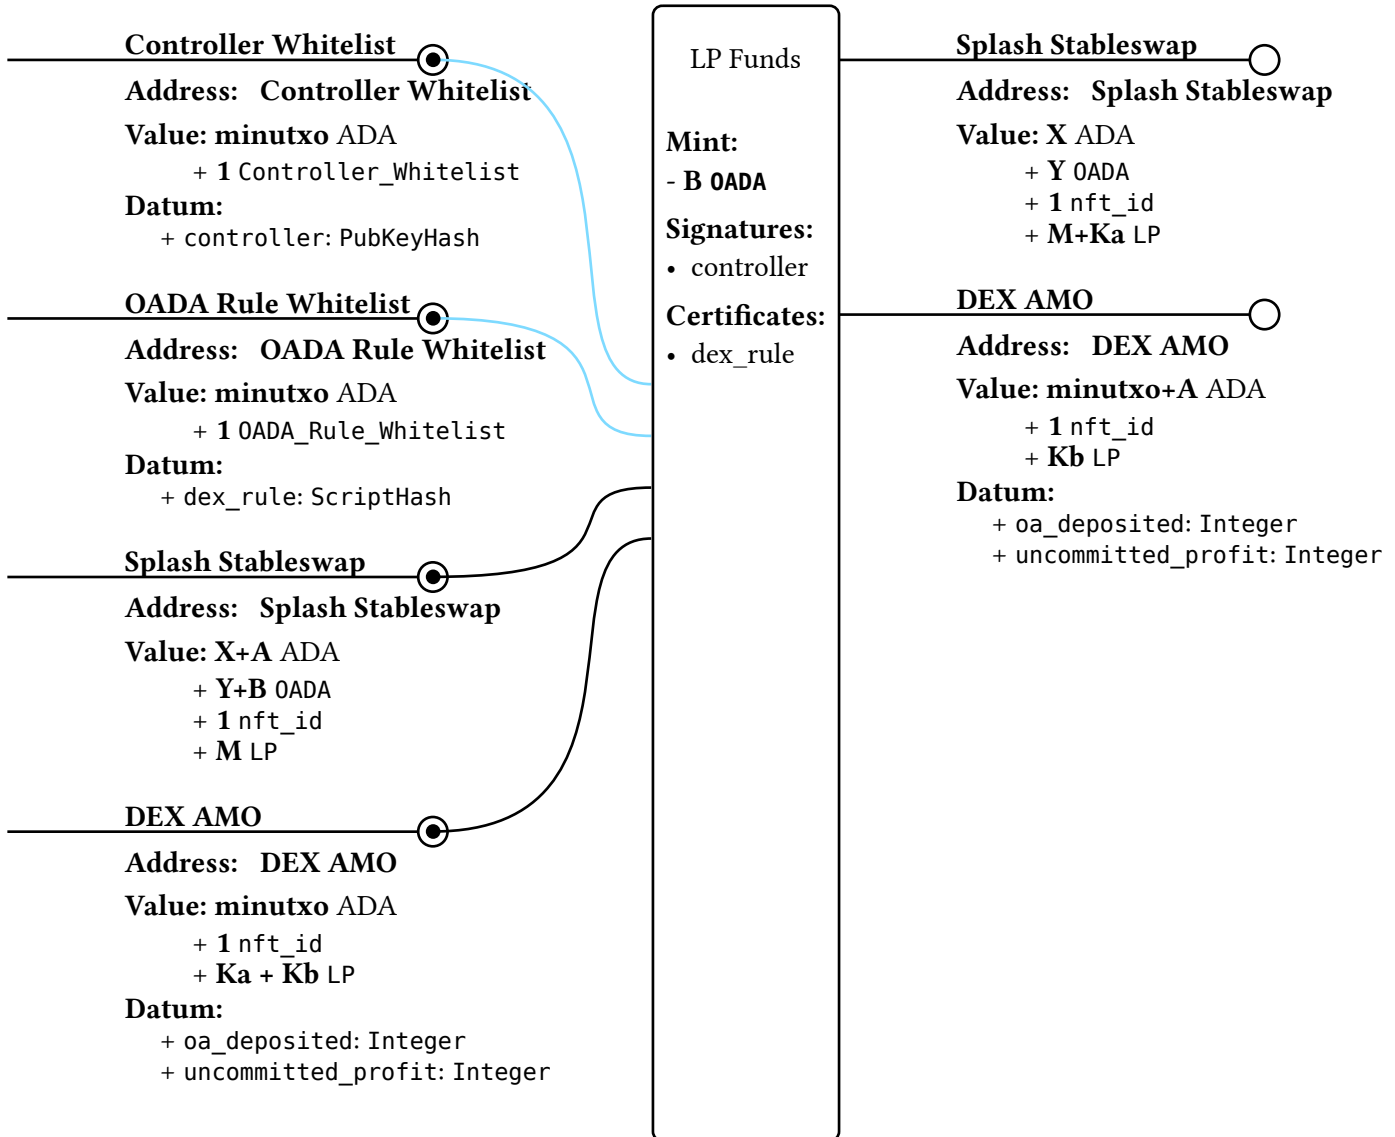 Controller Whitelist
Address: Controller Whitelist
Value: minutxo ADA
+ 1 Controller_Whitelist
Datum:
+ controller: PubKeyHash
OADA Rule Whitelist
Address: OADA Rule Whitelist
Value: minutxo ADA
+ 1 OADA_Rule_Whitelist
Datum:
+ dex_rule: ScriptHash
Splash Stableswap
Address: Splash Stableswap
Value: X+A ADA
+ Y+B OADA
+ 1 nft_id
+ M LP
DEX AMO
Address: DEX AMO
Value: minutxo ADA
+ 1 nft_id
+ Ka + Kb LP
Datum:
+ oa_deposited: Integer
+ uncommitted_profit: Integer
LP Funds
Mint:
- B OADA
Signatures:
• controller
Certificates:
• dex_rule
Splash Stableswap
Address: Splash Stableswap
Value: X ADA
+ Y OADA
+ 1 nft_id
+ M+Ka LP
DEX AMO
Address: DEX AMO
Value: minutxo+A ADA
+ 1 nft_id
+ Kb LP
Datum:
+ oa_deposited: Integer
+ uncommitted_profit: Integer